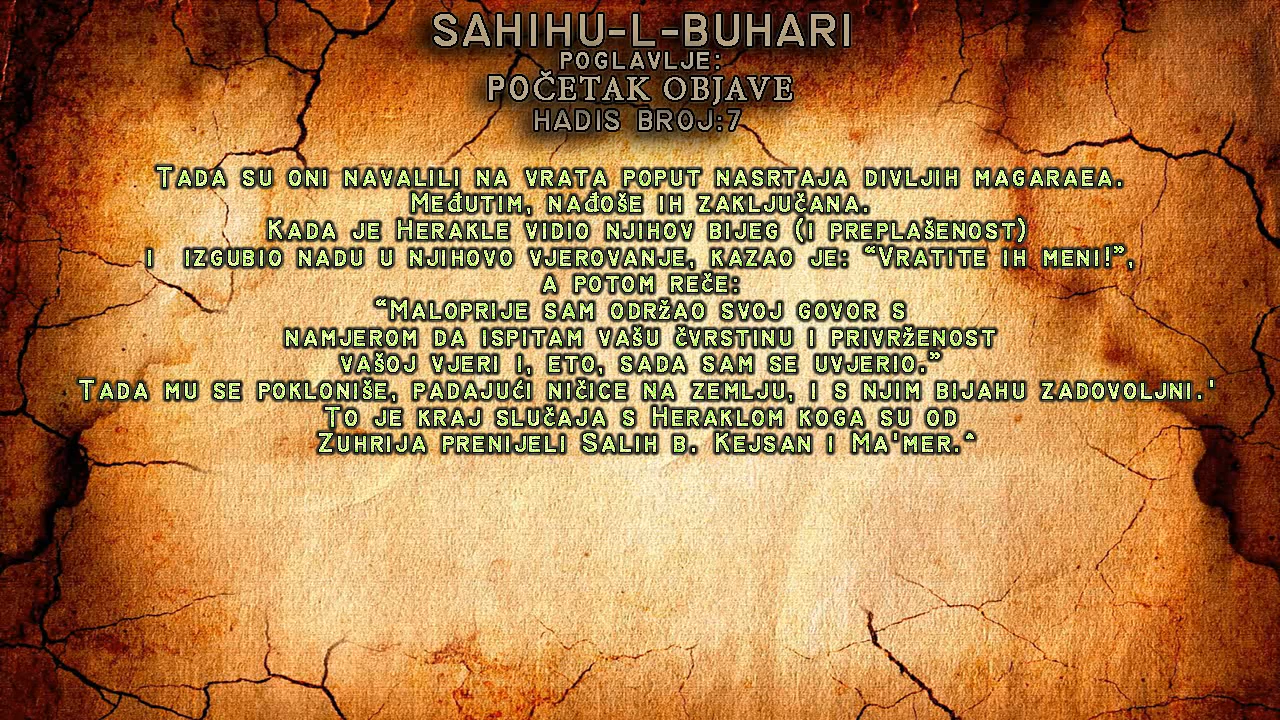 SAHIHU-L-BUHARI
POGLAVLJE:
POČETAK OBJAVE
HADIS BROJ:7
Tada su oni navalili na vrata poput nasrtaja divljih magaraea.
Međutim, nađoše ih zaključana.
Kada je Herakle vidio njihov bijeg (i preplašenost)
i izgubio nadu u njihovo vjerovanje, kazao je: “Vratite ih meni!”,
a potom reče:
“Maloprije sam održao svoj govor s
namjerom da ispitam vašu čvrstinu i privrženost
vašoj vjeri i, eto, sada sam se uvjerio.”
Tada mu se pokloniše, padajući ničice na zemlju, i s njim bijahu zadovoljni.'
To je kraj slučaja s Heraklom koga su od
Zuhrija prenijeli Salih b. Kejsan i Ma'mer.^